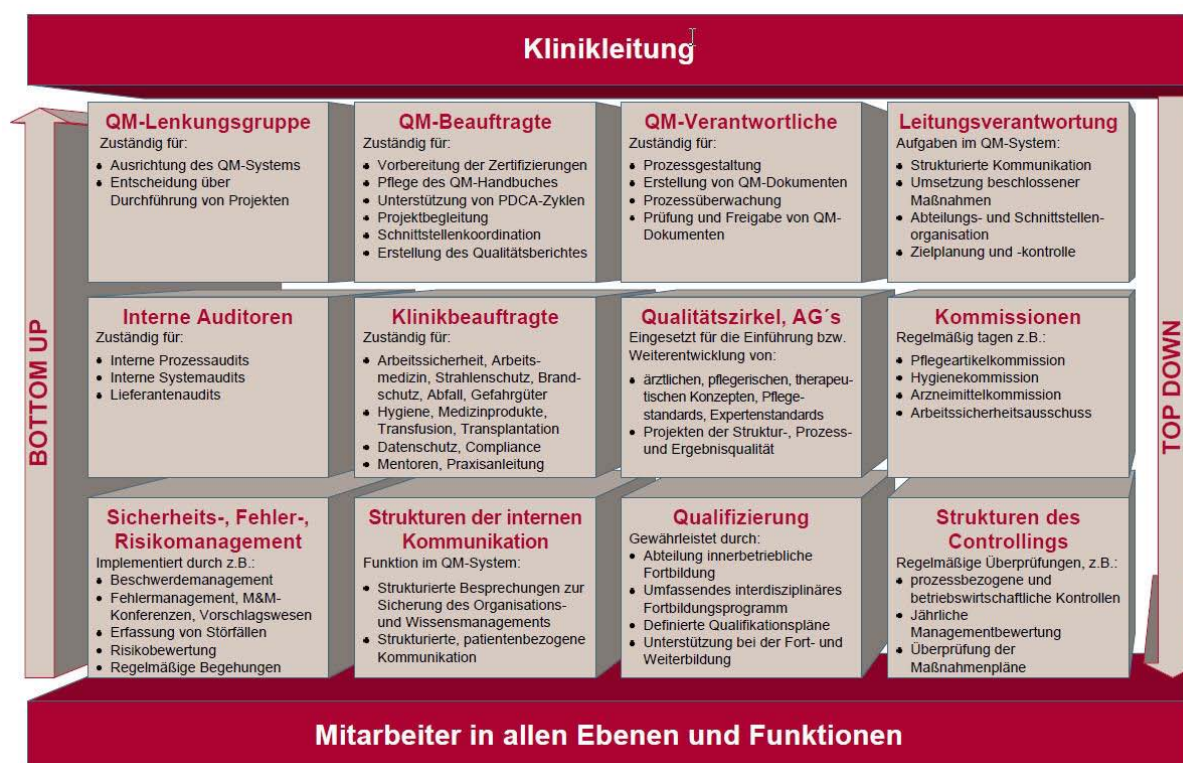 Klinikleitung
BOTTOM UP
TOP DOWN
QM-Lenkungsgruppe
Zuständig für:
• Ausrichtung des QM-Systems
• Entscheidung über
Durchführung von Projekten
QM-Beauftragte
Zuständig für:
• Vorbereitung der Zertifizierungen
• Pflege des QM-Handbuches
• Unterstützung von PDCA-Zyklen
• Projektbegleitung
• Schnittstellenkoordination
• Erstellung des Qualitätsberichtes
QM-Verantwortliche
Zuständig für:
• Prozessgestaltung
• Erstellung von QM-Dokumenten
• Prozessüberwachung
• Prüfung und Freigabe von QM-
Dokumenten
Leitungsverantwortung
Aufgaben im QM-System:
• Strukturierte Kommunikation
• Umsetzung beschlossener
Maßnahmen
• Abteilungs- und Schnittstellen-
organisation
• Zielplanung und -kontrolle
Interne Auditoren
Zuständig für:
• Interne Prozessaudits
• Interne Systemaudits
• Lieferantenaudits
Klinikbeauftragte
Zuständig für:
• Arbeitssicherheit, Arbeits-
medizin, Strahlenschutz, Brand-
schutz, Abfall, Gefahrgüter
• Hygiene, Medizinprodukte,
Transfusion, Transplantation
• Datenschutz, Compliance
• Mentoren, Praxisanleitung
Qualitätszirkel, AG´s
Eingesetzt für die Einführung bzw.
Weiterentwicklung von:
• ärztlichen, pflegerischen, therapeu-
tischen Konzepten, Pflege-
standards, Expertenstandards
• Projekten der Struktur-, Prozess-
und Ergebnisqualität
Kommissionen
Regelmäßig tagen z.B.:
• Pflegeartikelkommission
• Hygienekommission
• Arzneimittelkommission
• Arbeitssicherheitsausschuss
Sicherheits-, Fehler-,
Risikomanagement
Implementiert durch z.B.:
• Beschwerdemanagement
• Fehlermanagement, M&M-
Konferenzen, Vorschlagswesen
• Erfassung von Störfällen
• Risikobewertung
• Regelmäßige Begehungen
Strukturen der internen
Kommunikation
Funktion im QM-System:
• Strukturierte Besprechungen zur
Sicherung des Organisations-
und Wissensmanagements
• Strukturierte, patientenbezogene
Kommunikation
Qualifizierung
Gewährleistet durch:
• Abteilung innerbetriebliche
Fortbildung
• Umfassendes interdisziplinäres
Fortbildungsprogramm
• Definierte Qualifikationspläne
• Unterstützung bei der Fort- und
Weiterbildung
Strukturen des
Controllings
Regelmäßige Überprüfungen, z.B.:
• prozessbezogene und
betriebswirtschaftliche Kontrollen
• Jährliche
Managementbewertung
• Überprüfung der
Maßnahmenpläne
Mitarbeiter in allen Ebenen und Funktionen